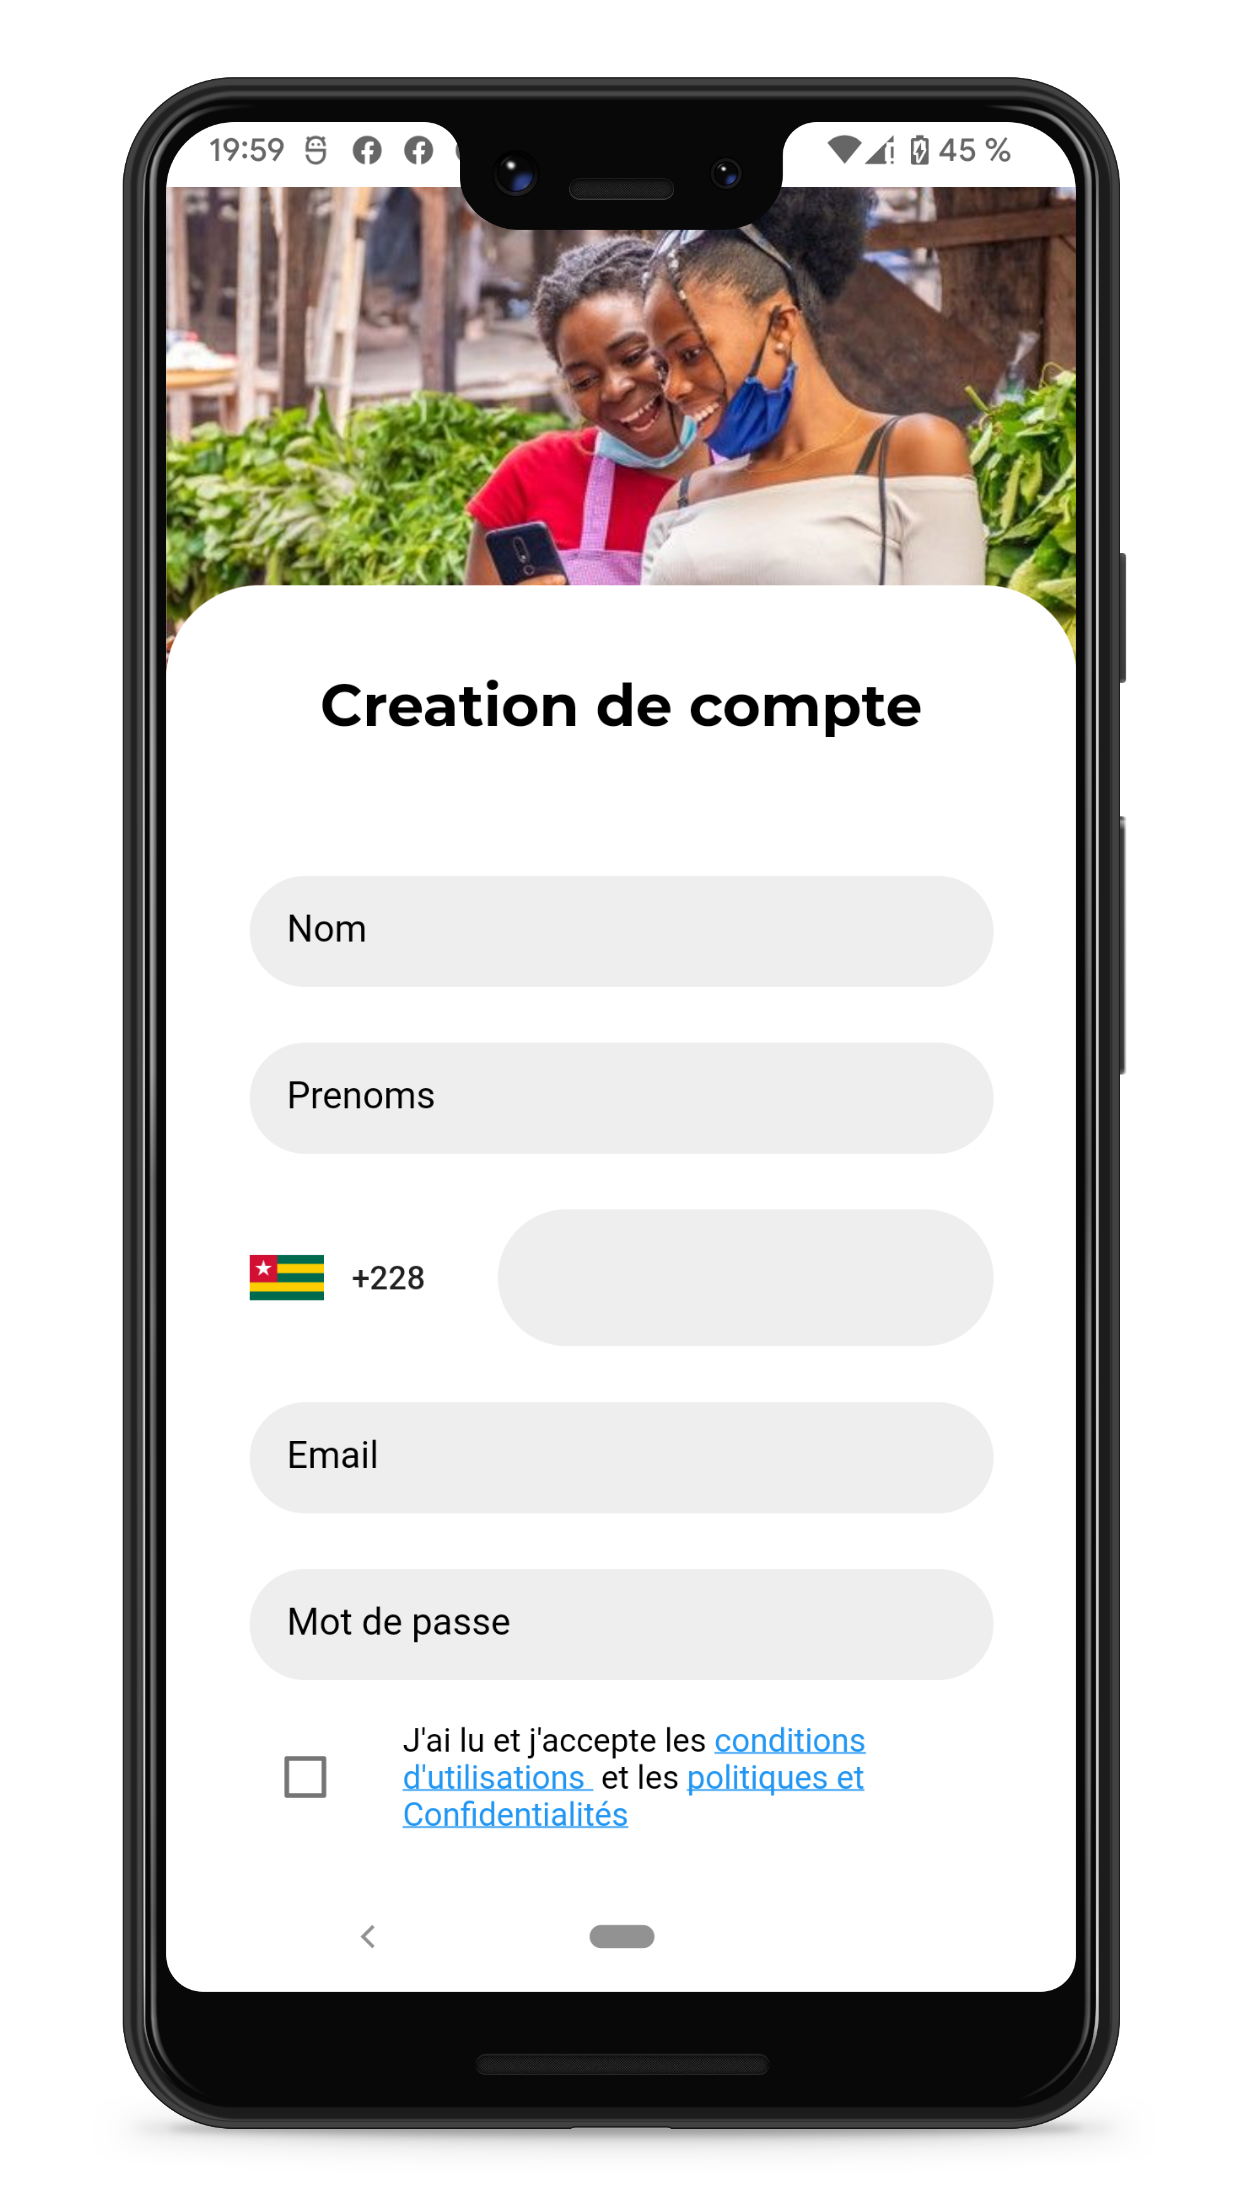 19:59 45 %
Creation de compte
Nom
Prenoms
+228
Email
Mot de passe
J'ai lu et j'accepte les conditions
d'utilisations  et les politiques et
Confidentialités